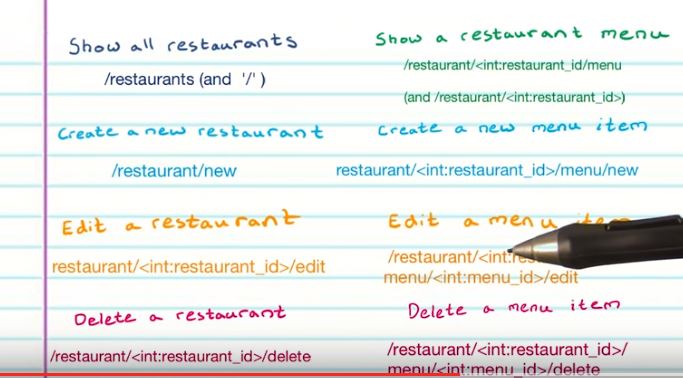 Show all restaurants
/restaurants (and '/' )
Create a new restaurant
/restaurant/new
Edit a restaurant
restaurant/<int:restaurant_id>/edit
Delete a restaurant
/restaurant/<int:restaurant_id>/delete
Show a restaurant menu
/restaurant/<int:restaurant_id/menu
(and /restaurant/<int:restaurant_id>)
Create a new menu item
restaurant/<int:restaurant_id>/menu/new
Edit a menu item
/restaurant/<int:
menu/<int:menu_id>/edit
Delete a menu item
/restaurant/<int:restaurant_id>/
menu/<int:menu_id>/delete